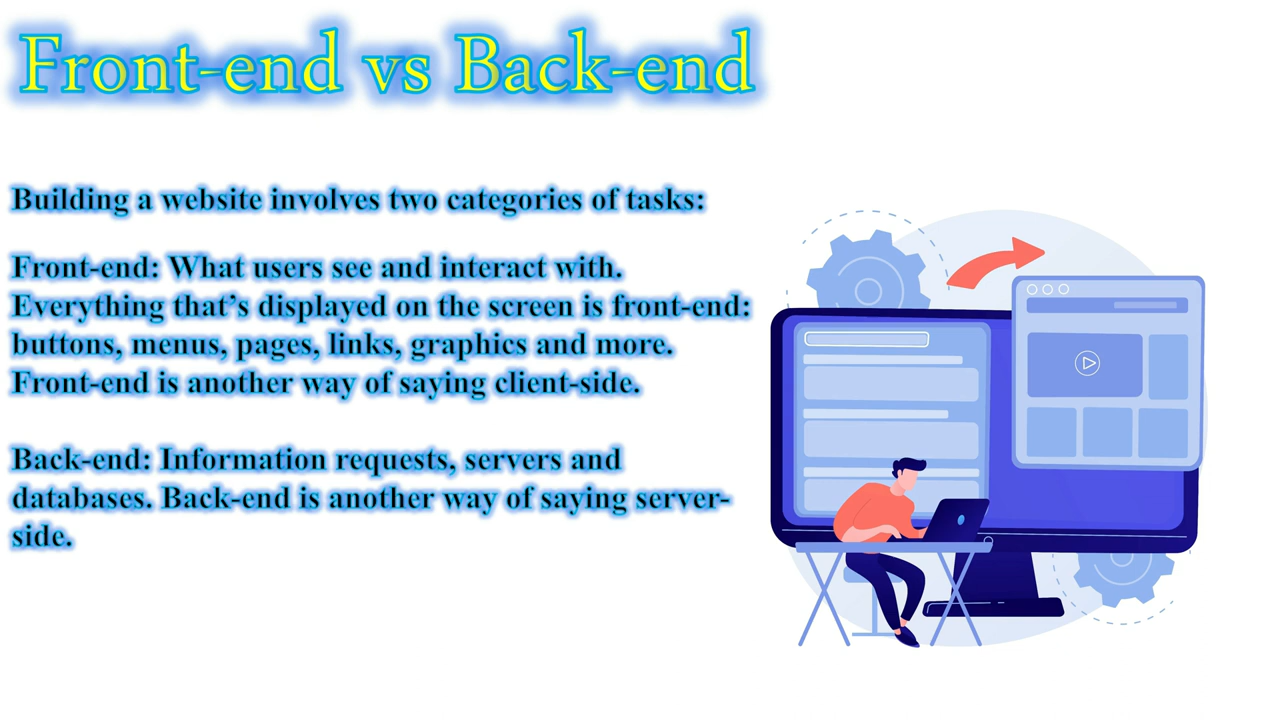 Front-end vs Back-end
Building a website involves two categories of tasks:
Front-end: What users see and interact with.
Everything that’s displayed on the screen is front-end:
buttons, menus, pages, links, graphics and more.
Front-end is another way of saying client-side.
Back-end: Information requests, servers and
databases. Back-end is another way of saying server-
side.